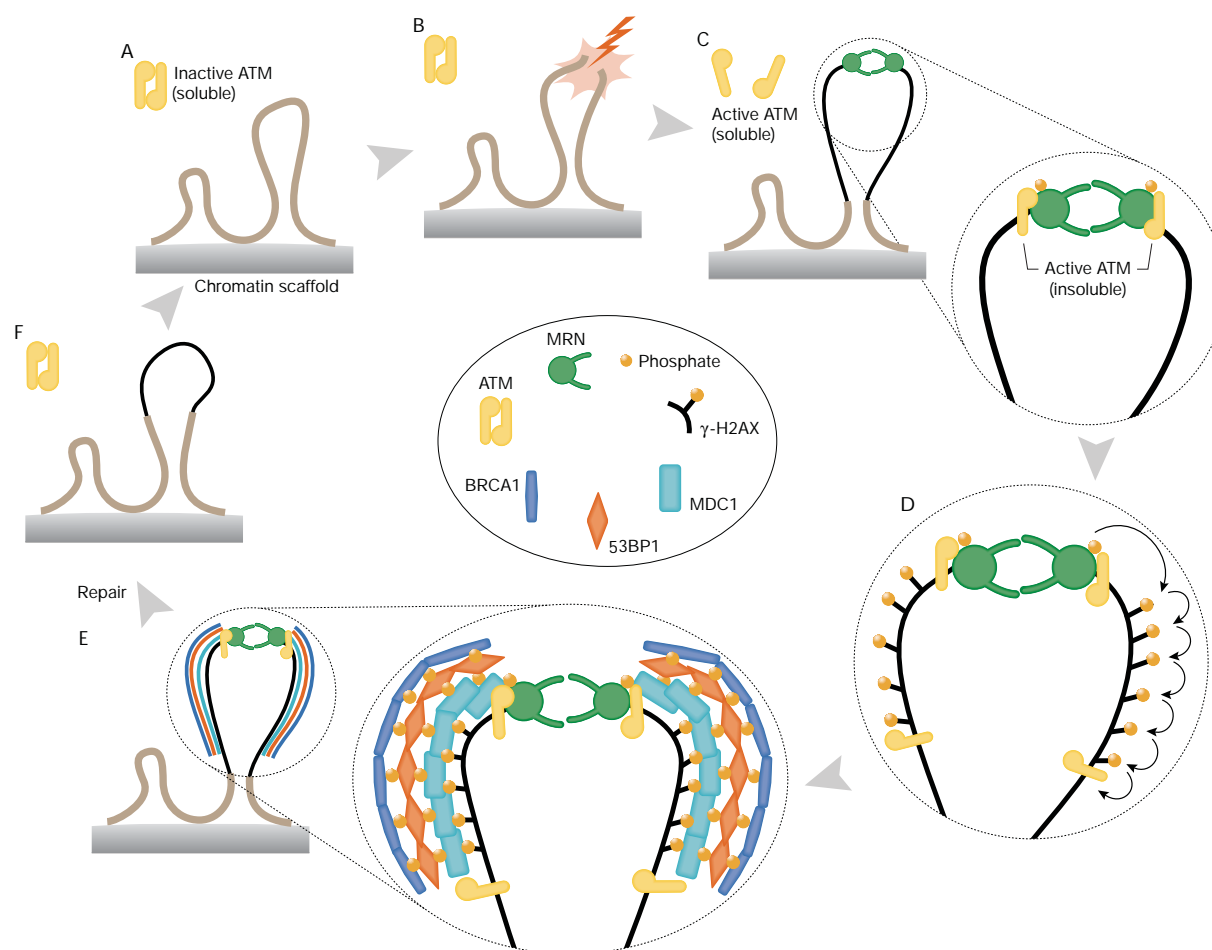 A
Inactive ATM
(soluble)
Chromatin scaffold
B
C
Active ATM
(soluble)
Active ATM
(insoluble)
D
E
Repair
F
MRN
Phosphate
ATM
γ-H2AX
BRCA1
MDC1
53BP1